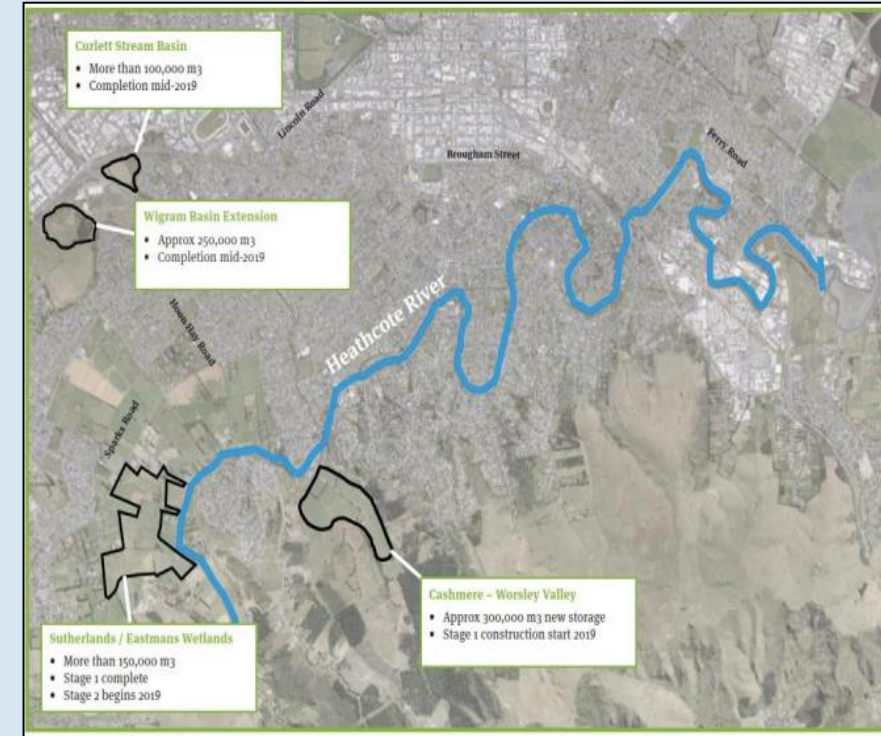 Curlett Stream Basin
• More than 100,000 m3
• Completion mid-2019
Lincoln Road
Brougham Street
Ferry Road
Wigram Basin Extension
• Approx 250,000 m3
• Completion mid-2019
Hoon Hay Road
Heathcote River
Sparks Road
Cashmere – Worsley Valley
• Approx 300,000 m3 new storage
• Stage 1 construction start 2019
Sutherlands / Eastmans Wetlands
• More than 150,000 m3
• Stage 1 complete
• Stage 2 begins 2019